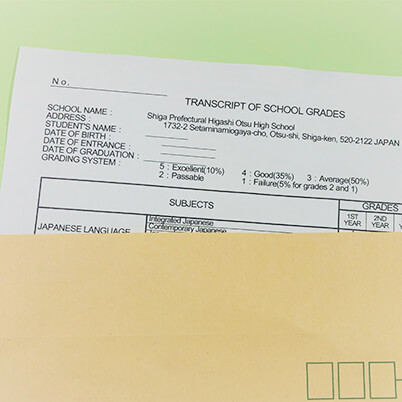 No.
TRANSCRIPT OF SCHOOL GRADES
SCHOOL NAME : Shiga Prefectural Higashi Otsu High School
ADDRESS : 1732-2 Setaminamiogaya-cho, Otsu-shi, Shiga-ken, 520-2122 JAPAN
STUDENT'S NAME :
DATE OF BIRTH :
DATE OF ENTRANCE :
DATE OF GRADUATION :
GRADING SYSTEM : 5 : Excellent(10%) 4 : Good(35%) 3 : Average(50%)
2 : Passable 1 : Failure(5% for grades 2 and 1)
SUBJECTS GRADES
1ST YEAR 2ND YEAR
JAPANESE LANGUAGE Integrated Japanese
Contemporary Japanese